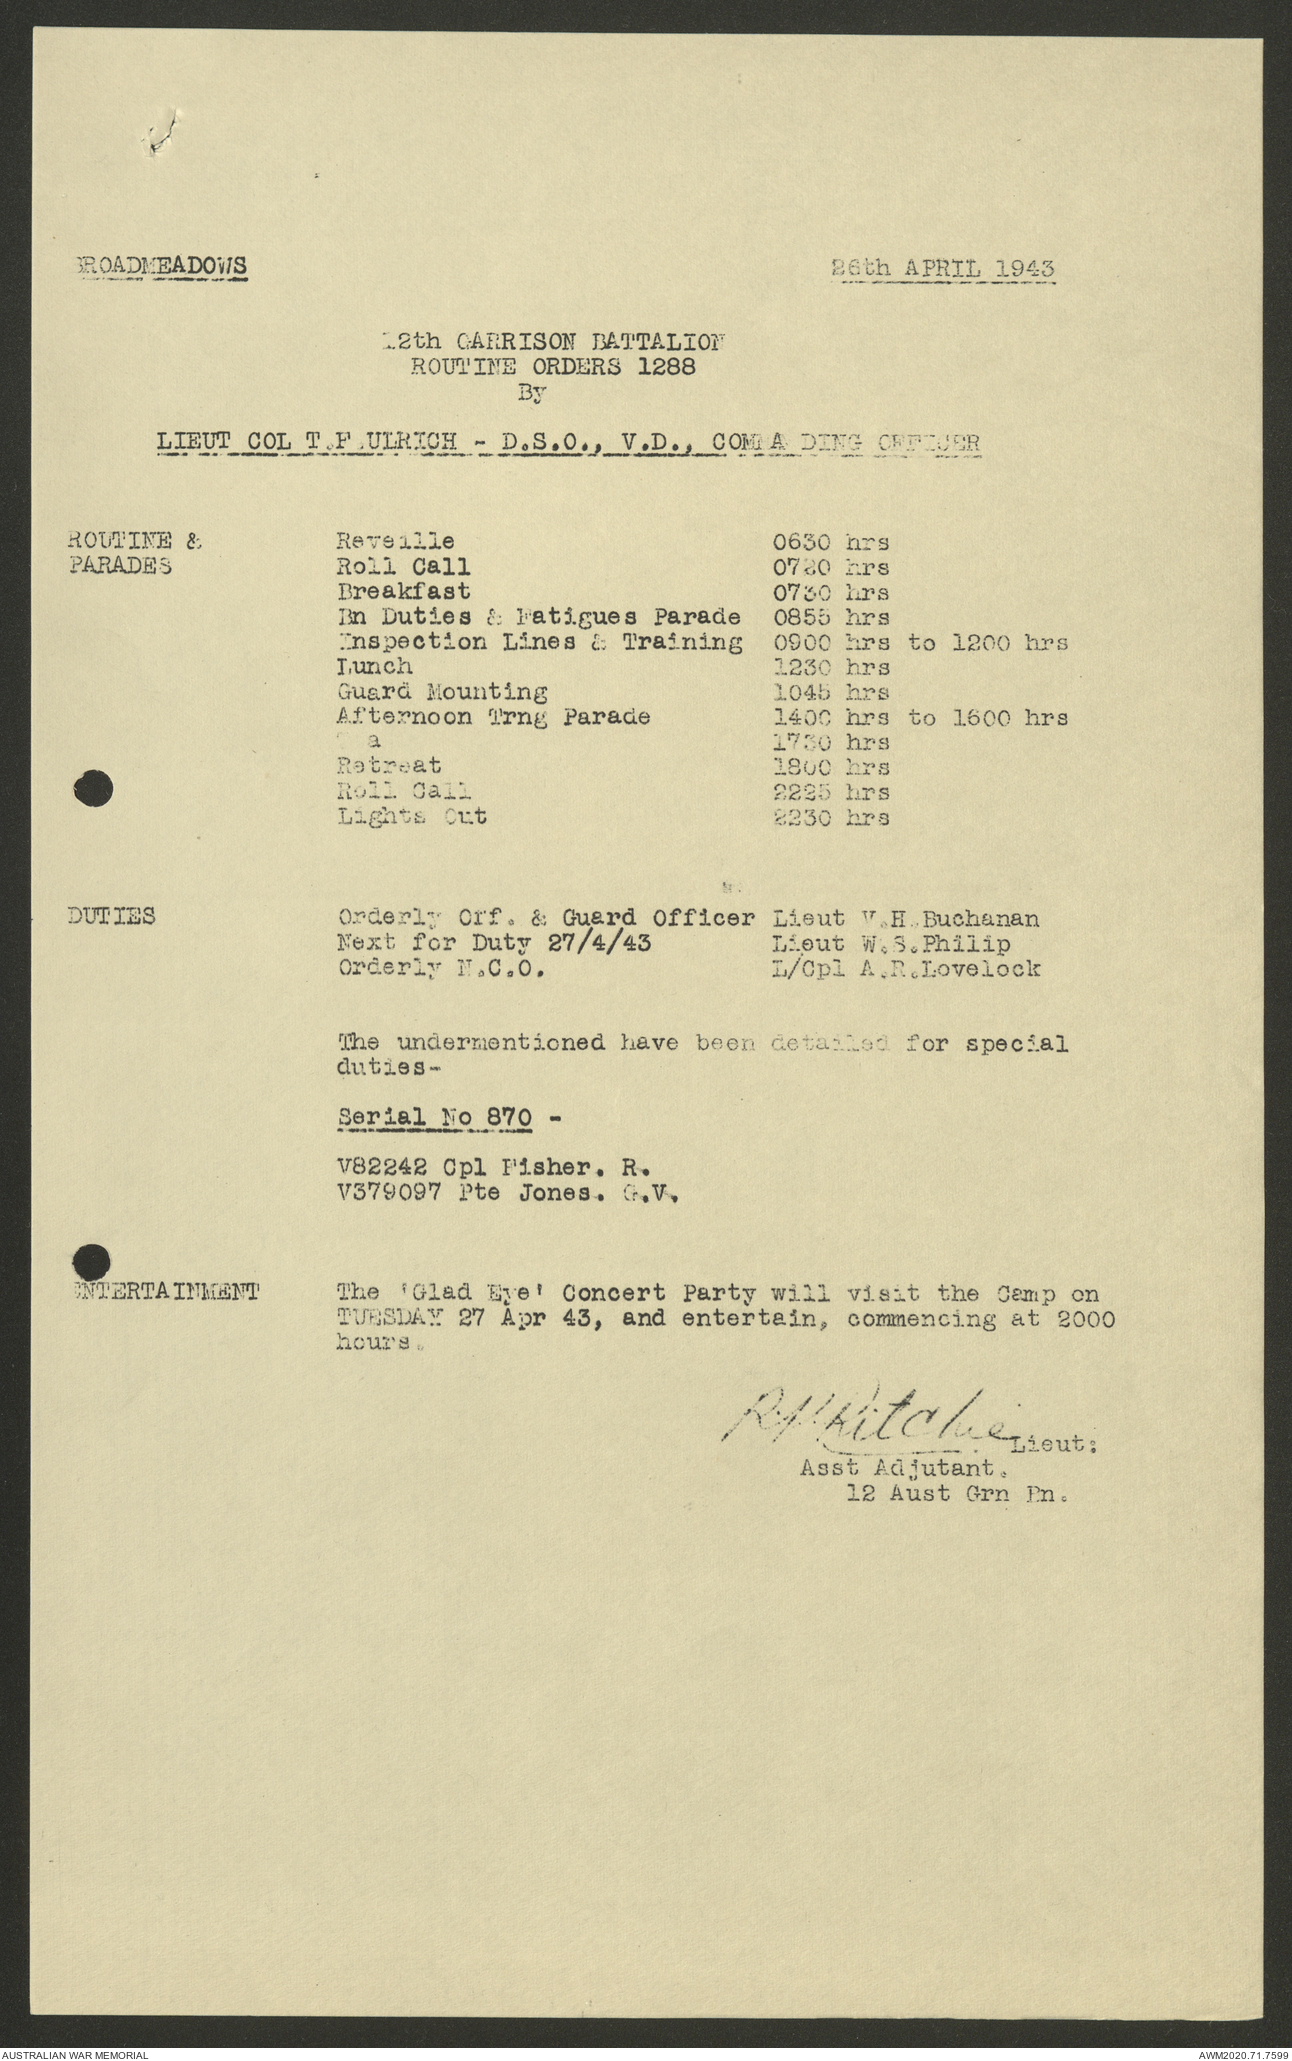 BROADMEADOWS 26th APRIL 1943
12th GARRISON BATTALION
ROUTINE ORDERS 1288
By
LIEUT COL T.F.ULRICH - D.S.O., V.D., COMMA DING OFFICER
ROUTINE & Reveille 0630 hrs
PARADES Roll Call 0720 hrs
Breakfast 0730 hrs
Bn Duties & Fatigues Parade 0855 hrs
Inspection Lines & Training 0900 hrs to 1200 hrs
Lunch 1230 hrs
Guard Mounting 1045 hrs
Afternoon Trng Parade 1400 hrs to 1600 hrs
T a 1730 hrs
Retreat 1800 hrs
Roll Call 2225 hrs
Lights Out 2230 hrs
DUTIES Orderly Off. & Guard Officer Lieut V.H.Buchanan
Next for Duty 27/4/43 Lieut W.S.Philip
Orderly N.C.O. L/Cpl A.R.Lovelock
The undermentioned have been detailed for special
duties-
Serial No 870 -
V82242 Cpl Fisher. R.
V379097 Pte Jones. G.V.
ENTERTAINMENT The 'Glad Eye' Concert Party will visit the Camp on
TUESDAY 27 Apr 43, and entertain, commencing at 2000
hours.
Ritchie Lieut:
Asst Adjutant.
12 Aust Grn Bn.
AUSTRALIAN WAR MEMORIAL AWM2020.71.7599